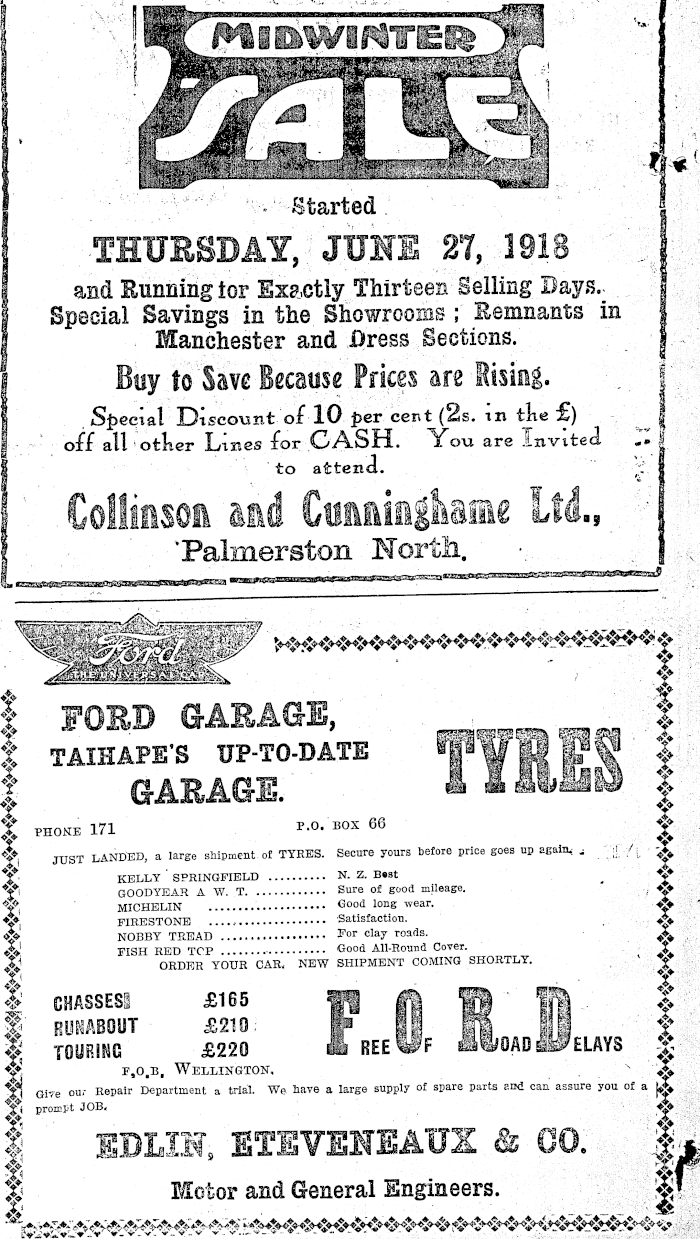 MIDWINTER
SALE
Started
THURSDAY, JUNE 27, 1918
and Running for Exactly Thirteen Selling Days.
Special Savings in the Showrooms ; Remnants in
Manchester and Dress Sections.
Buy to Save Because Prices are Rising.
Special Discount of 10 per cent (2s. in the £)
off all other Lines for CASH. You are Invited
to attend.
Collinson and Cunninghame Ltd.,
Palmerston North.
Ford
THE UNIVERSAL CAR
FORD GARAGE,
TAIHAPE'S UP-TO-DATE
GARAGE.
TYRES
PHONE 171 P.O. BOX 66
JUST LANDED, a large shipment of TYRES. Secure yours before price goes up again.
KELLY SPRINGFIELD .......... N. Z. Best
GOODYEAR A W. T. ............ Sure of good mileage.
MICHELIN .................... Good long wear.
FIRESTONE .................. Satisfaction.
NOBBY TREAD .................. For clay roads.
FISH RED TOP ................. Good All-Round Cover.
ORDER YOUR CAR. NEW SHIPMENT COMING SHORTLY.
CHASSES £165
RUNABOUT £210
TOURING £220
F.O.B. WELLINGTON.
FREE OF ROAD DELAYS
Give our Repair Department a trial. We have a large supply of spare parts and can assure you of a
prompt JOB.
EDLIN, ETEVENEAUX & CO.
Motor and General Engineers.